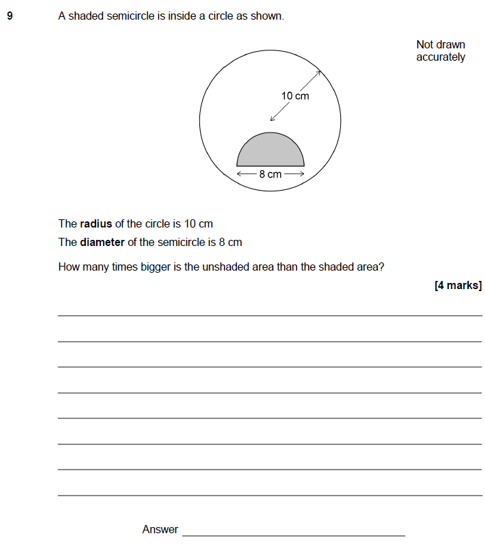 9 A shaded semicircle is inside a circle as shown.
Not drawn
accurately
10 cm
8 cm
The radius of the circle is 10 cm
The diameter of the semicircle is 8 cm
How many times bigger is the unshaded area than the shaded area?
[4 marks]
Answer